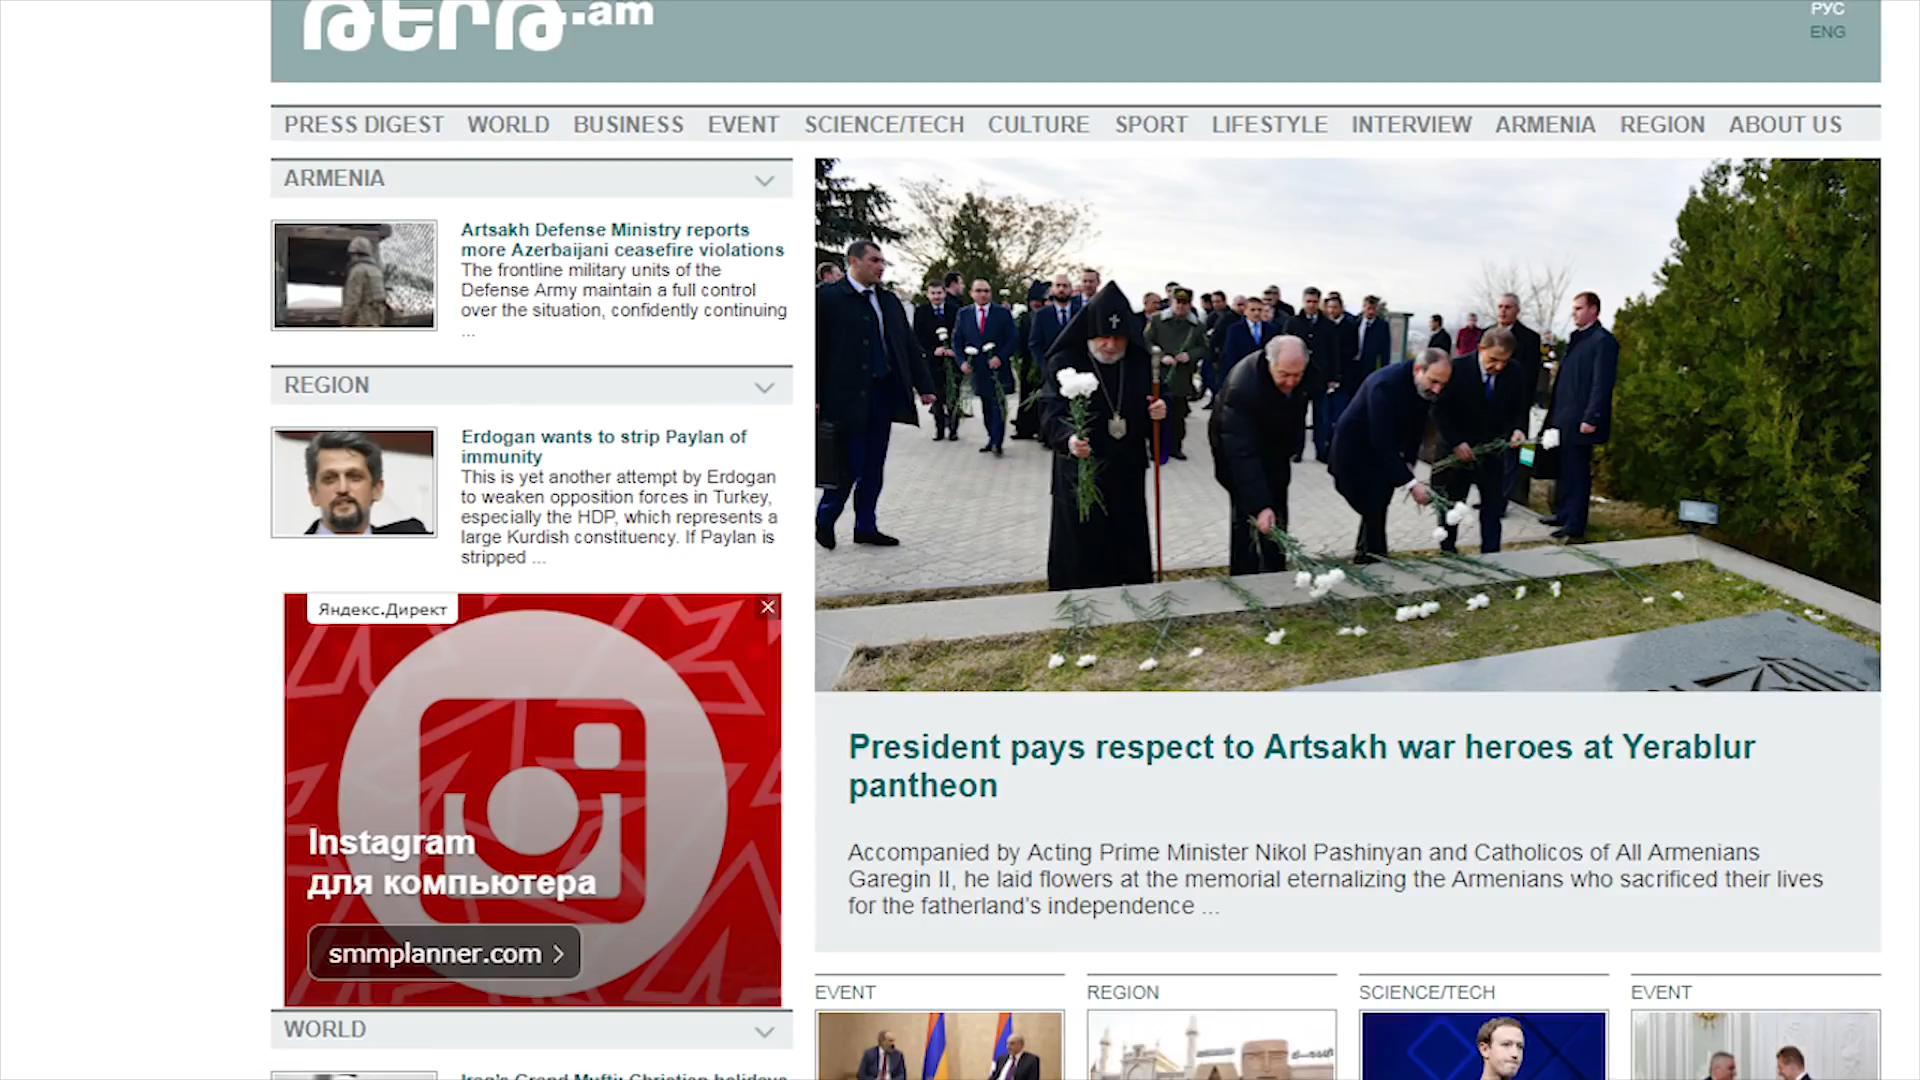 .am
РУС
ENG
PRESS DIGEST WORLD BUSINESS EVENT SCIENCE/TECH CULTURE SPORT LIFESTYLE INTERVIEW ARMENIA REGION ABOUT US
ARMENIA
Artsakh Defense Ministry reports
more Azerbaijani ceasefire violations
The frontline military units of the
Defense Army maintain a full control
over the situation, confidently continuing
...
REGION
Erdogan wants to strip Paylan of
immunity
This is yet another attempt by Erdogan
to weaken opposition forces in Turkey,
especially the HDP, which represents a
large Kurdish constituency. If Paylan is
stripped ...
Яндекс.Директ
Instagram
для компьютера
smmplanner.com
WORLD
Iraq's Grand Mufti: Christian holidays
President pays respect to Artsakh war heroes at Yerablur
pantheon
Accompanied by Acting Prime Minister Nikol Pashinyan and Catholicos of All Armenians
Garegin II, he laid flowers at the memorial eternalizing the Armenians who sacrificed their lives
for the fatherland's independence ...
EVENT
REGION
SCIENCE/TECH
EVENT